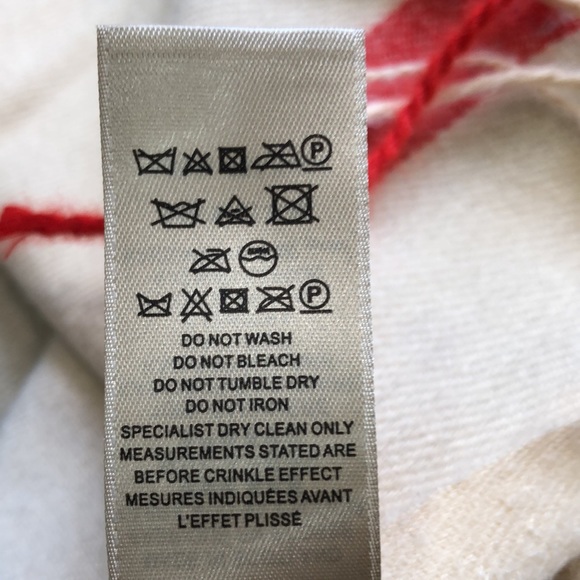 P
P
DO NOT WASH
DO NOT BLEACH
DO NOT TUMBLE DRY
DO NOT IRON
SPECIALIST DRY CLEAN ONLY
MEASUREMENTS STATED ARE
BEFORE CRINKLE EFFECT
MESURES INDIQUÉES AVANT
L'EFFET PLISSÉ